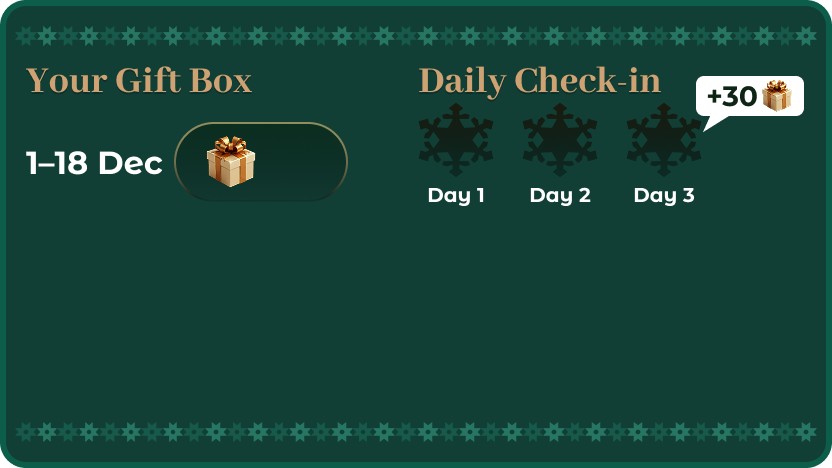 Your Gift Box
1–18 Dec
Daily Check-in
+30
Day 1
Day 2
Day 3